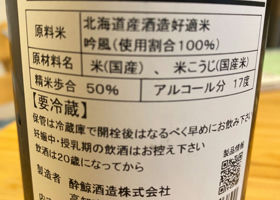 原料米 北海道産酒造好適米
吟風(使用割合100%)
原材料名 米(国産)、米こうじ(国産米)
精米歩合 50% アルコール分 17度
【要冷蔵】
保管は冷蔵庫で開栓後はなるべく早めにお飲み下さい
妊娠中・授乳期の飲酒はお控え下さい
飲酒は20歳になってから
商品情報
製造者 酔鯨酒造株式会社